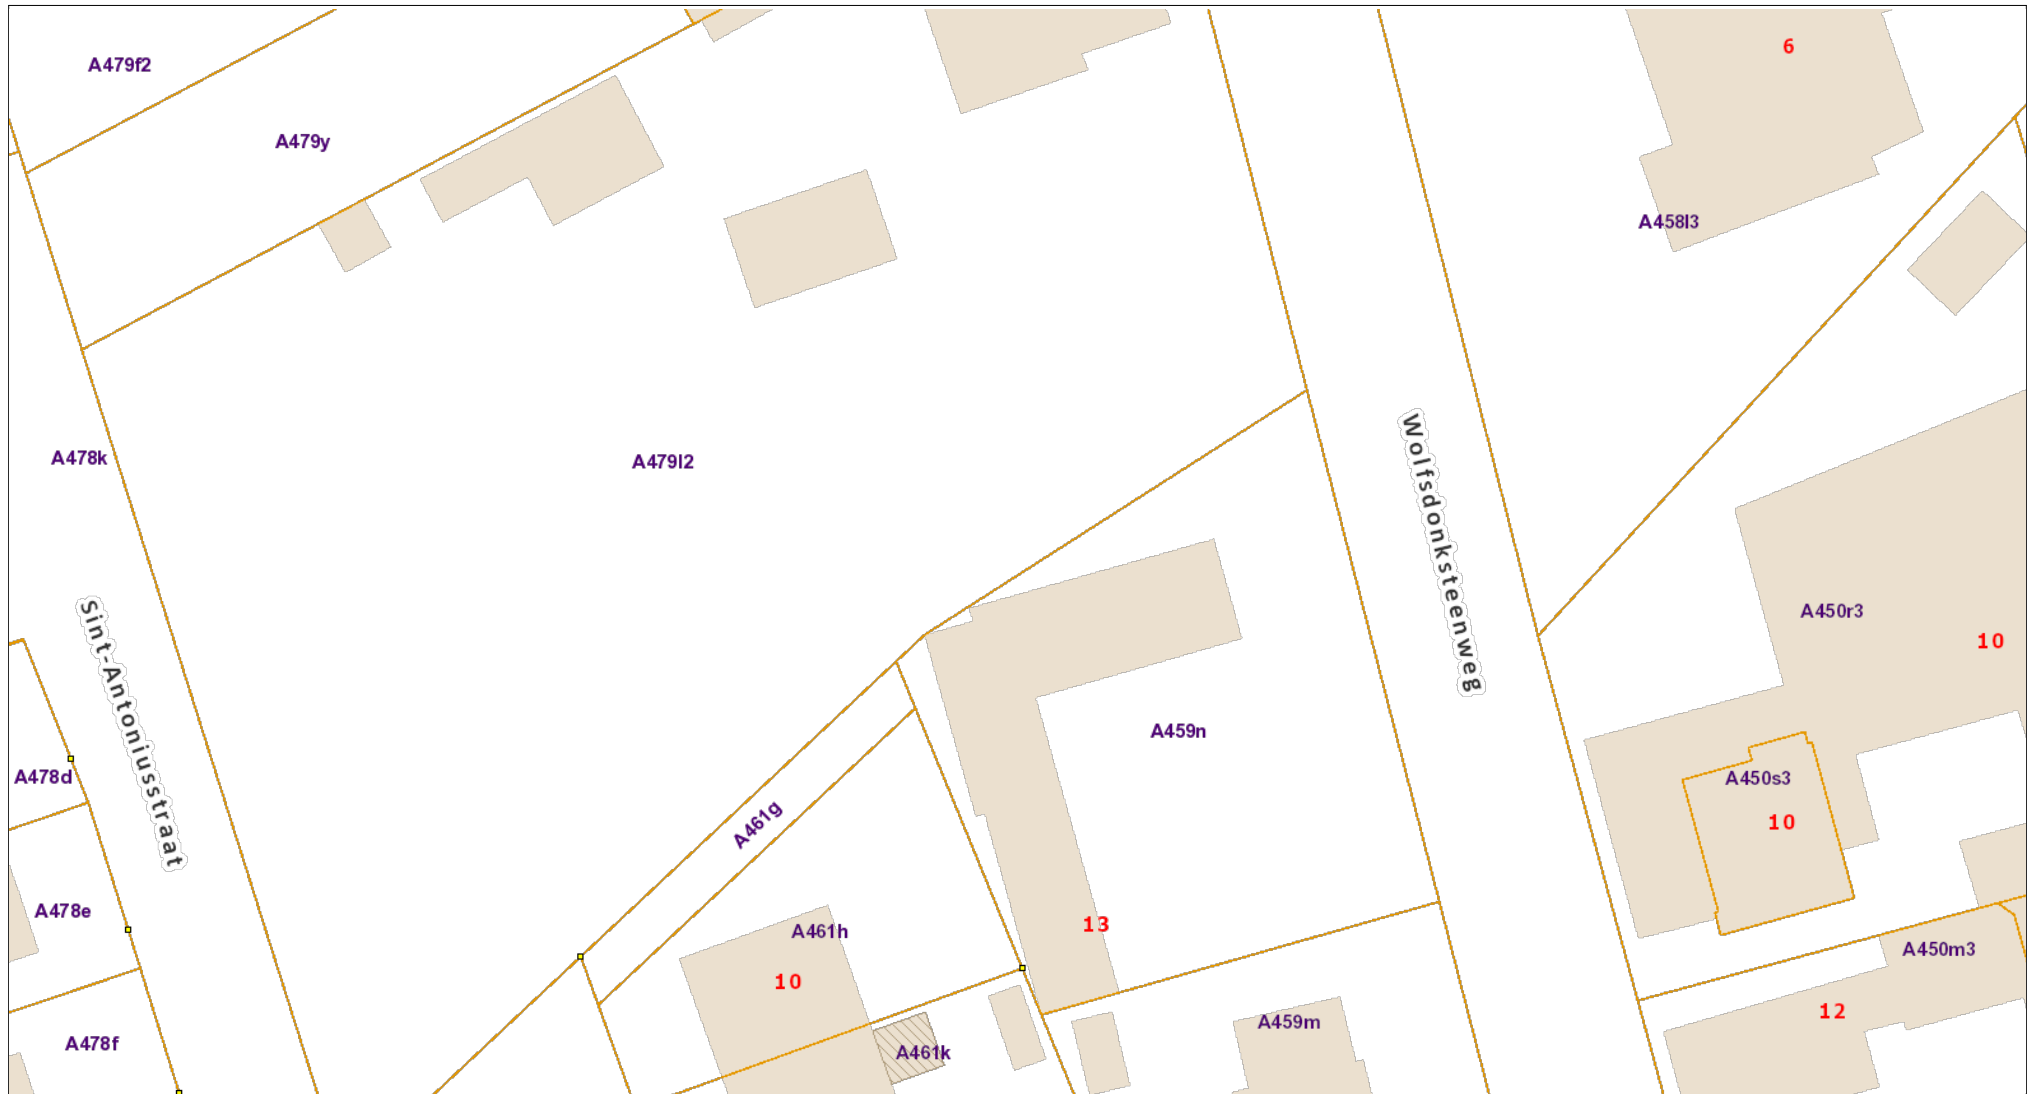 6
A479f2
A479y
A458l3
A478k
A479l2
Wolfsdonksteenweg
A450r3
10
Sint-Antoniusstraat
A459n
A478d
A450s3
A461g
10
A478e
13
A461h
A450m3
10
12
A459m
A478f
A461k